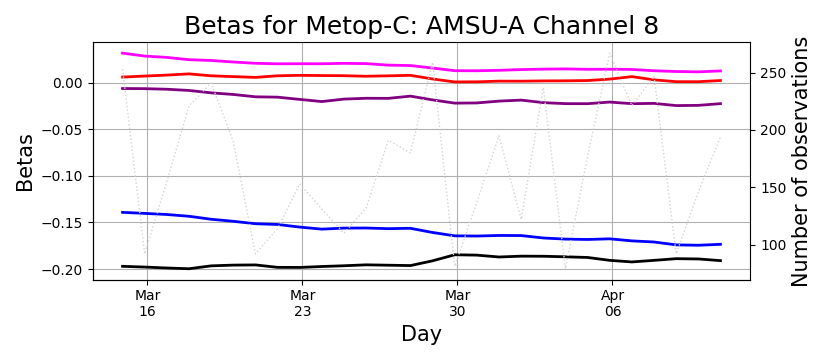 Betas for Metop-C: AMSU-A Channel 8
0.00
−0.05
−0.10
−0.15
−0.20
Betas
250
200
150
100
Number of observations
Mar
16
Mar
23
Mar
30
Apr
06
Day